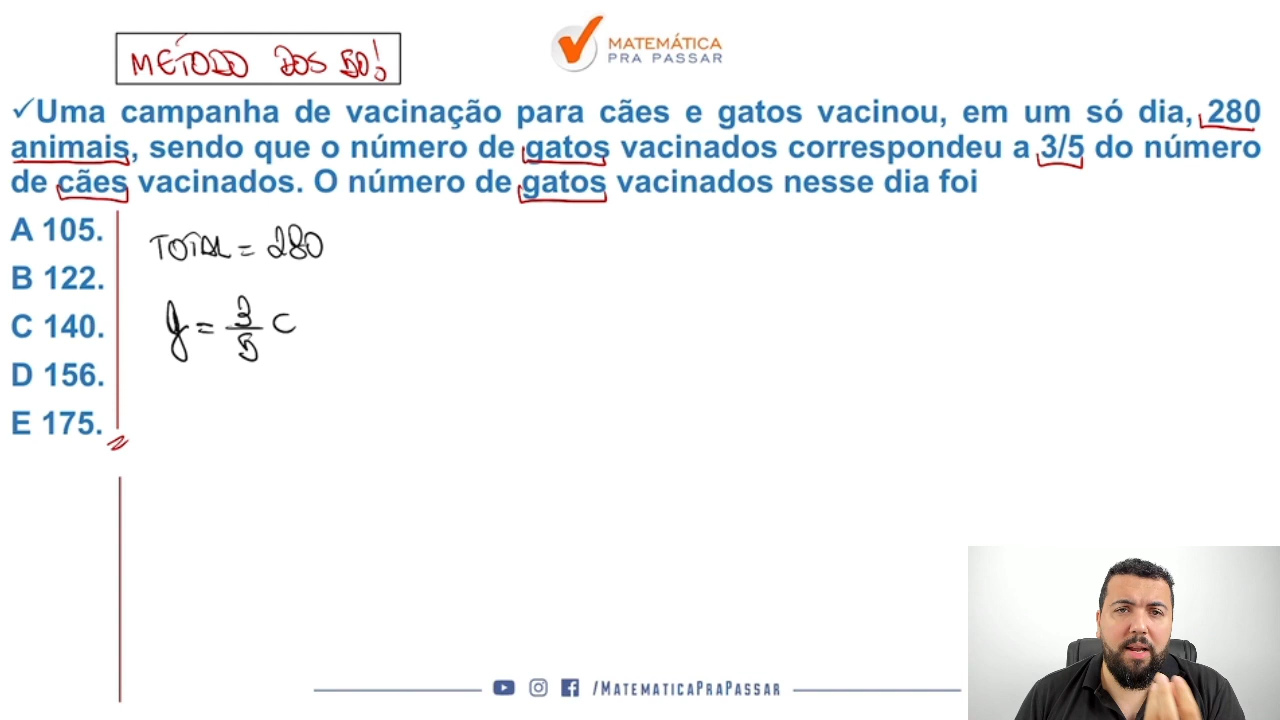 MÉTODO DOS 50!
MATEMÁTICA
PRA PASSAR
✓Uma campanha de vacinação para cães e gatos vacinou, em um só dia, 280
animais, sendo que o número de gatos vacinados correspondeu a 3/5 do número
de cães vacinados. O número de gatos vacinados nesse dia foi
A 105.
B 122.
C 140.
D 156.
E 175.
TOTAL = 280
g = 3/5 C
/MATEMATICAPRAPASSAR